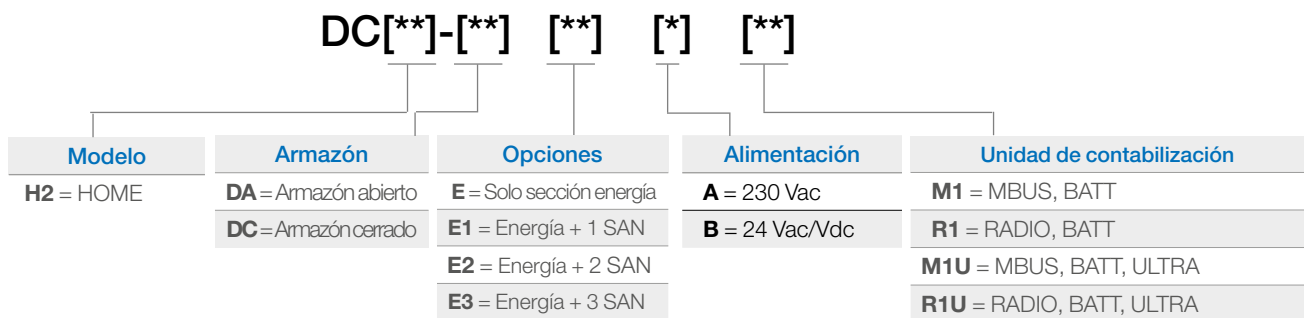 DC[**]-[**] [**] [*] [**]
Modelo Armazón Opciones Alimentación Unidad de contabilización
H2 = HOME DA = Armazón abierto E = Solo sección energía A = 230 Vac M1 = MBUS, BATT
DC = Armazón cerrado E1 = Energía + 1 SAN B = 24 Vac/Vdc R1 = RADIO, BATT
E2 = Energía + 2 SAN M1U = MBUS, BATT, ULTRA
E3 = Energía + 3 SAN R1U = RADIO, BATT, ULTRA